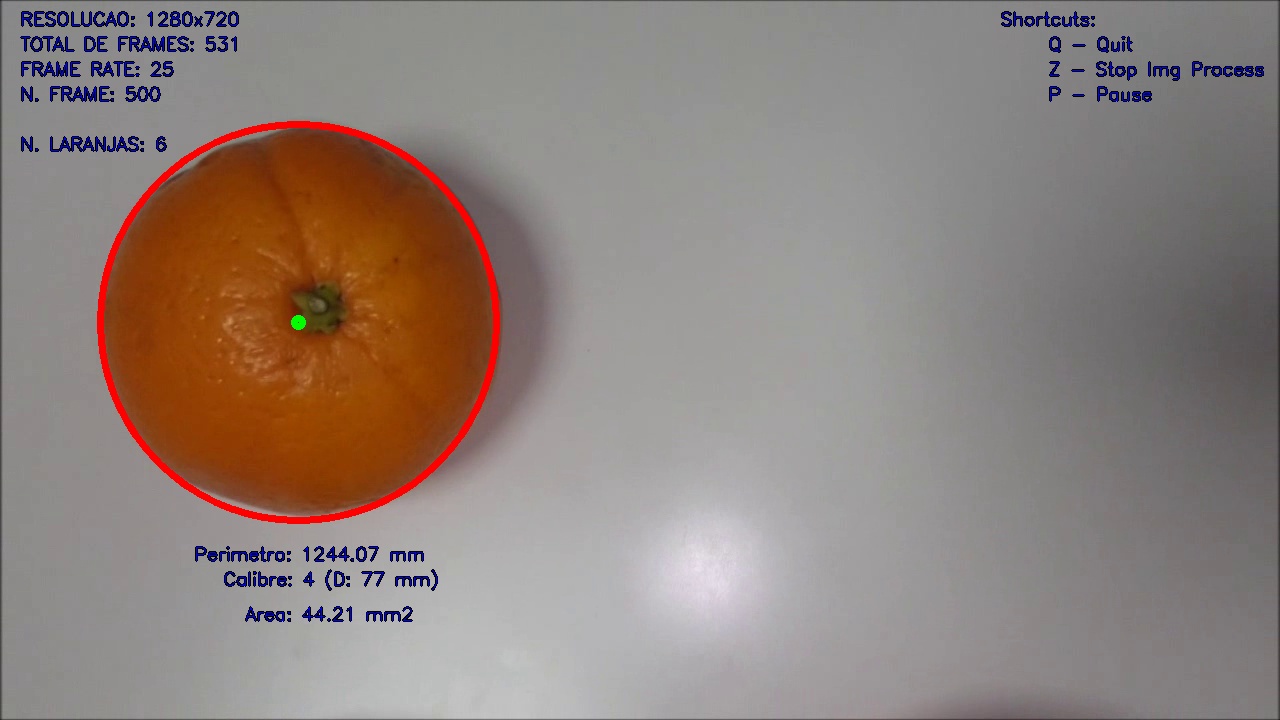 RESOLUCAO: 1280x720
TOTAL DE FRAMES: 531
FRAME RATE: 25
N. FRAME: 500
N. LARANJAS: 6
Shortcuts:
Q - Quit
Z - Stop Img Process
P - Pause
Perimetro: 1244.07 mm
Calibre: 4 (D: 77 mm)
Area: 44.21 mm2